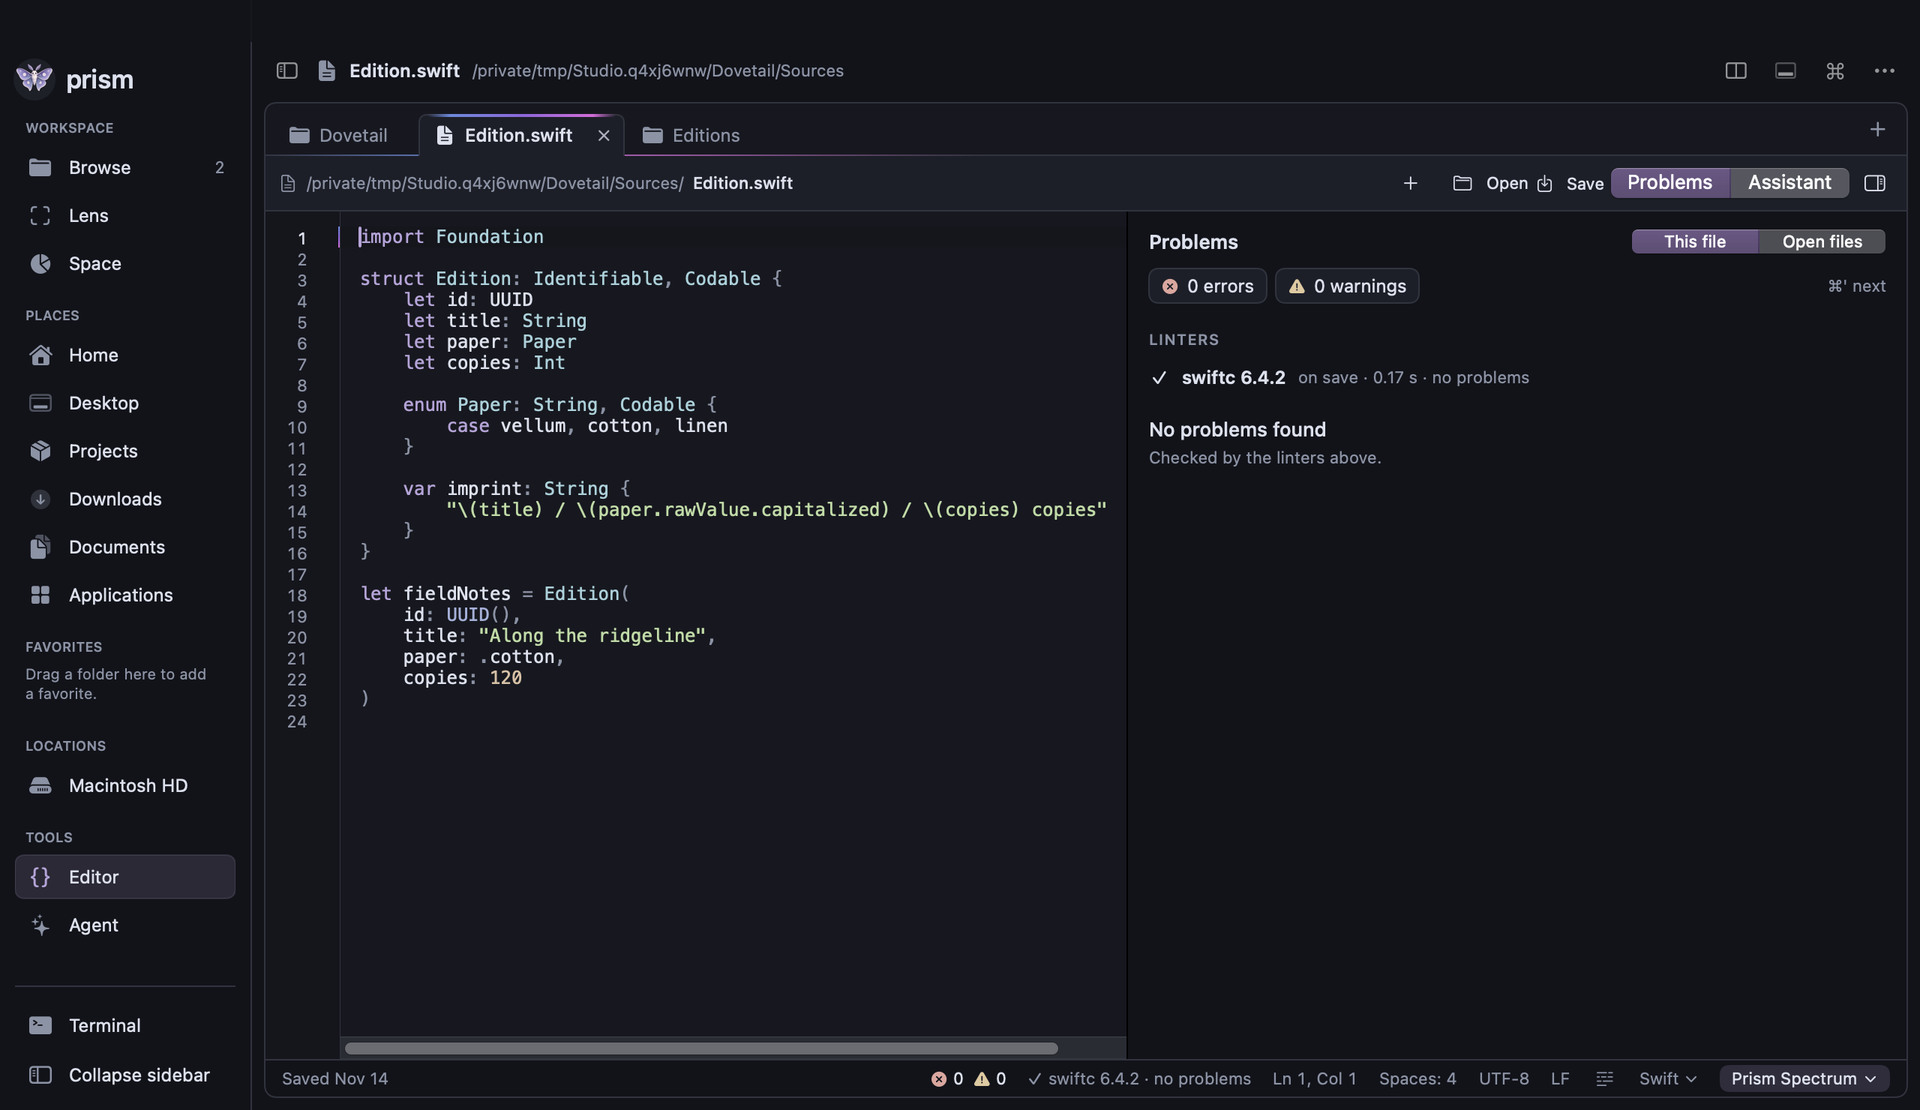 prism
WORKSPACE
Browse 2
Lens
Space
PLACES
Home
Desktop
Projects
Downloads
Documents
Applications
FAVORITES
Drag a folder here to add
a favorite.
LOCATIONS
Macintosh HD
TOOLS
{} Editor
Agent
Terminal
Collapse sidebar
Edition.swift /private/tmp/Studio.q4xj6wnw/Dovetail/Sources
Dovetail
Edition.swift
Editions
/private/tmp/Studio.q4xj6wnw/Dovetail/Sources/ Edition.swift
Open Save Problems Assistant
1 import Foundation
2
3 struct Edition: Identifiable, Codable {
4     let id: UUID
5     let title: String
6     let paper: Paper
7     let copies: Int
8
9     enum Paper: String, Codable {
10         case vellum, cotton, linen
11     }
12
13     var imprint: String {
14         "\(title) / \(paper.rawValue.capitalized) / \(copies) copies"
15     }
16 }
17
18 let fieldNotes = Edition(
19     id: UUID(),
20     title: "Along the ridgeline",
21     paper: .cotton,
22     copies: 120
23 )
24
Problems
This file Open files
0 errors 0 warnings
⌘' next
LINTERS
swiftc 6.4.2 on save · 0.17 s · no problems
No problems found
Checked by the linters above.
Saved Nov 14
0 0 ✓ swiftc 6.4.2 · no problems Ln 1, Col 1 Spaces: 4 UTF-8 LF Swift Prism Spectrum